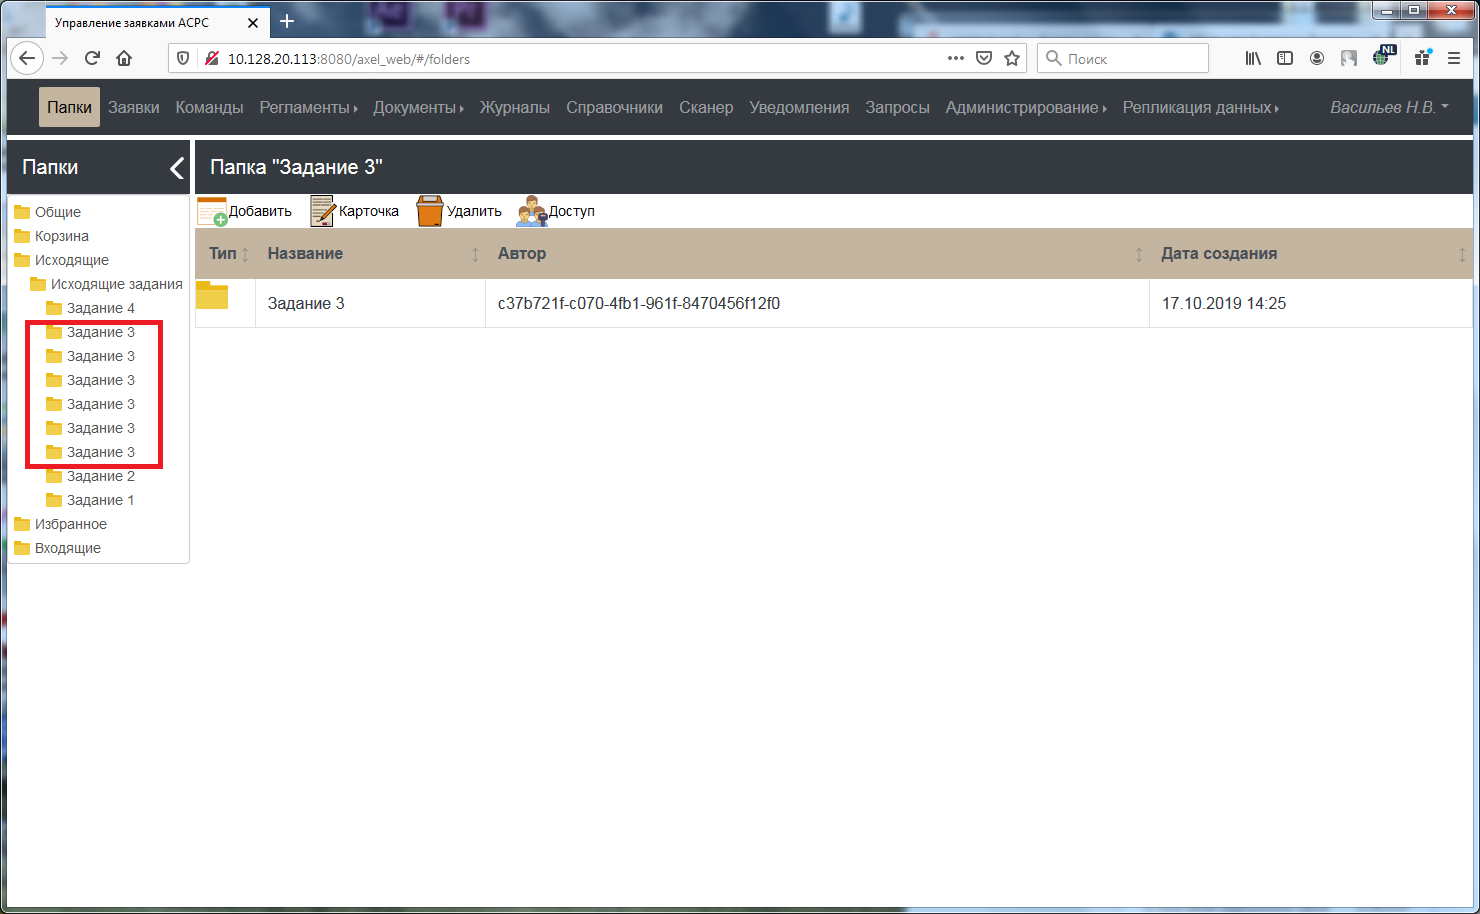 Управление заявками АСРС
10.128.20.113:8080/axel_web/#/folders
Поиск
NL
Папки Заявки Команды Регламенты Документы Журналы Справочники Сканер Уведомления Запросы Администрирование Репликация данных Васильев Н.В.
Папки
Папка "Задание 3"
Добавить Карточка Удалить Доступ
Тип Название Автор Дата создания
Задание 3 c37b721f-c070-4fb1-961f-8470456f12f0 17.10.2019 14:25
Общие
Корзина
Исходящие
Исходящие задания
Задание 4
Задание 3
Задание 3
Задание 3
Задание 3
Задание 3
Задание 3
Задание 2
Задание 1
Избранное
Входящие